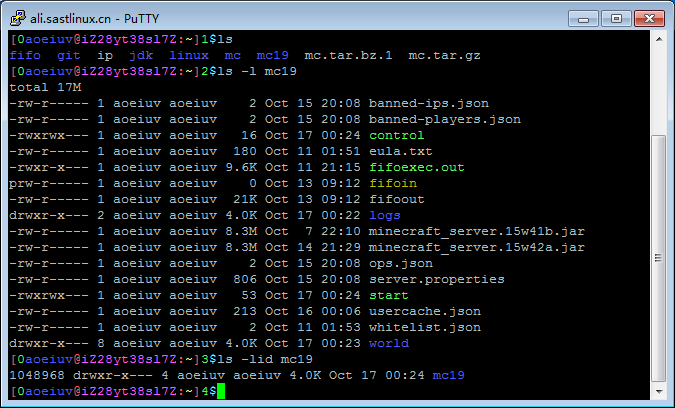 ali.sastlinux.cn - PuTTY
[0aoeiuv@iZ28yt38sl7Z:~]1$ls
fifo  git  ip  jdk  linux  mc  mc19  mc.tar.bz.1  mc.tar.gz
[0aoeiuv@iZ28yt38sl7Z:~]2$ls -l mc19
total 17M
-rw-r----- 1 aoeiuv aoeiuv    2 Oct 15 20:08 banned-ips.json
-rw-r----- 1 aoeiuv aoeiuv    2 Oct 15 20:08 banned-players.json
-rwxrwx--- 1 aoeiuv aoeiuv   16 Oct 17 00:24 control
-rw-r----- 1 aoeiuv aoeiuv  180 Oct 11 01:51 eula.txt
-rwxr-x--- 1 aoeiuv aoeiuv 9.6K Oct 11 21:15 fifoexec.out
prw-r----- 1 aoeiuv aoeiuv    0 Oct 13 09:12 fifoin
-rw-r----- 1 aoeiuv aoeiuv  21K Oct 13 09:12 fifout
drwxr-x--- 2 aoeiuv aoeiuv 4.0K Oct 17 00:22 logs
-rw-r----- 1 aoeiuv aoeiuv 8.3M Oct  7 22:10 minecraft_server.15w41b.jar
-rw-r----- 1 aoeiuv aoeiuv 8.3M Oct 14 21:29 minecraft_server.15w42a.jar
-rw-r----- 1 aoeiuv aoeiuv    2 Oct 15 20:08 ops.json
-rw-r----- 1 aoeiuv aoeiuv  806 Oct 15 20:08 server.properties
-rwxrwx--- 1 aoeiuv aoeiuv   53 Oct 17 00:24 start
-rw-r----- 1 aoeiuv aoeiuv  213 Oct 16 00:06 usercache.json
-rw-r----- 1 aoeiuv aoeiuv    2 Oct 11 01:53 whitelist.json
drwxr-x--- 8 aoeiuv aoeiuv 4.0K Oct 17 00:23 world
[0aoeiuv@iZ28yt38sl7Z:~]3$ls -lid mc19
1048968 drwxr-x--- 4 aoeiuv aoeiuv 4.0K Oct 17 00:24 mc19
[0aoeiuv@iZ28yt38sl7Z:~]4$